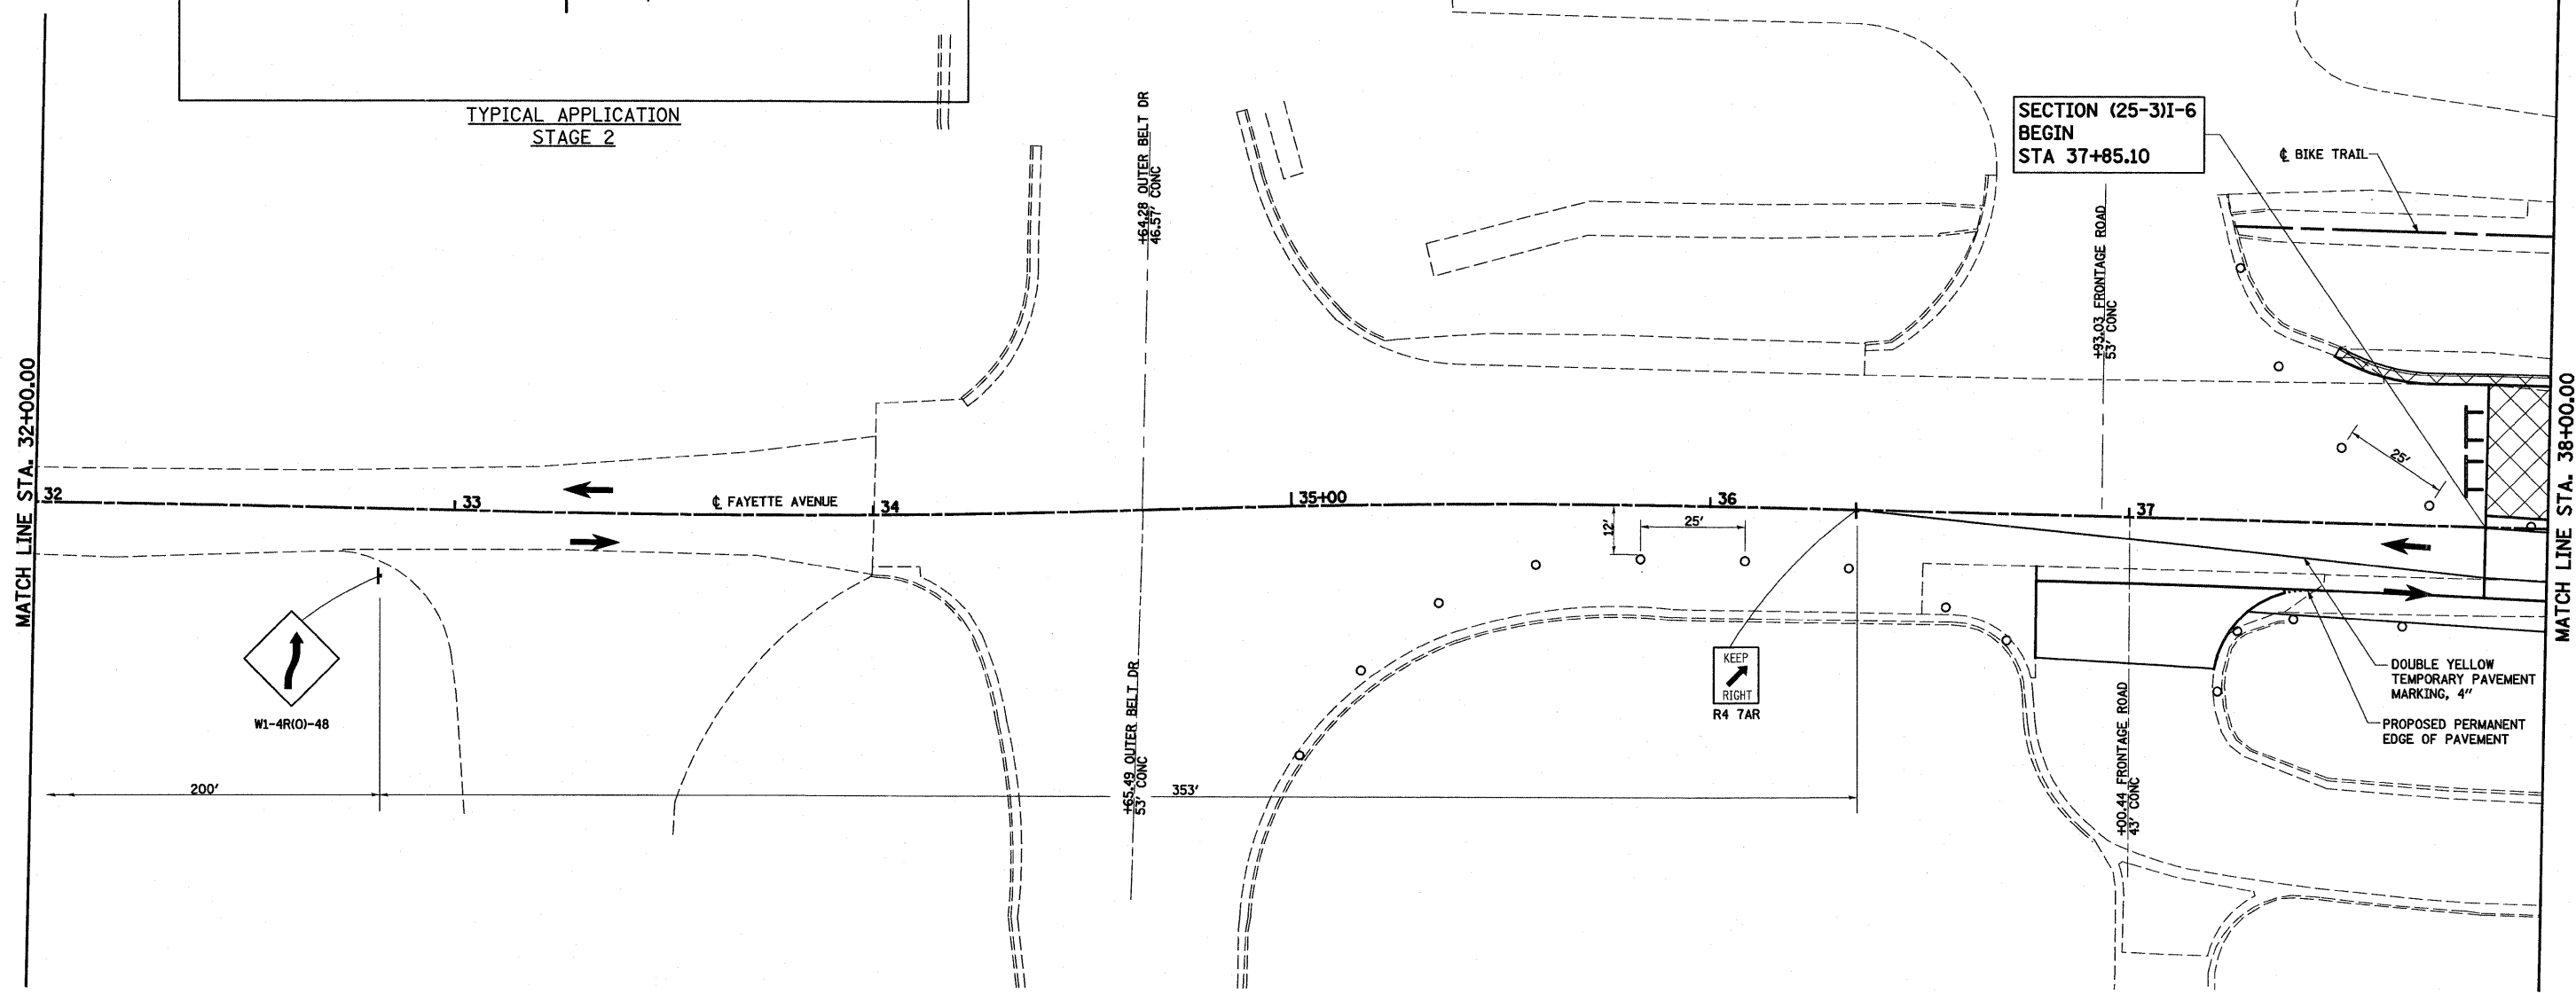 TYPICAL APPLICATION
STAGE 2
MATCH LINE STA. 32+00.00
+64.28 OUTER BELT DR
46.57' CONC
SECTION (25-3)I-6
BEGIN
STA 37+85.10
℄ BIKE TRAIL
+93.03 FRONTAGE ROAD
53' CONC
MATCH LINE STA. 38+00.00
32
33
℄ FAYETTE AVENUE
34
35+00
36
37
12'
25'
25'
W1-4R(O)-48
KEEP
RIGHT
R4 7AR
DOUBLE YELLOW
TEMPORARY PAVEMENT
MARKING, 4"
PROPOSED PERMANENT
EDGE OF PAVEMENT
200'
+65.49 OUTER BELT DR
53' CONC
353'
+00.44 FRONTAGE ROAD
43' CONC